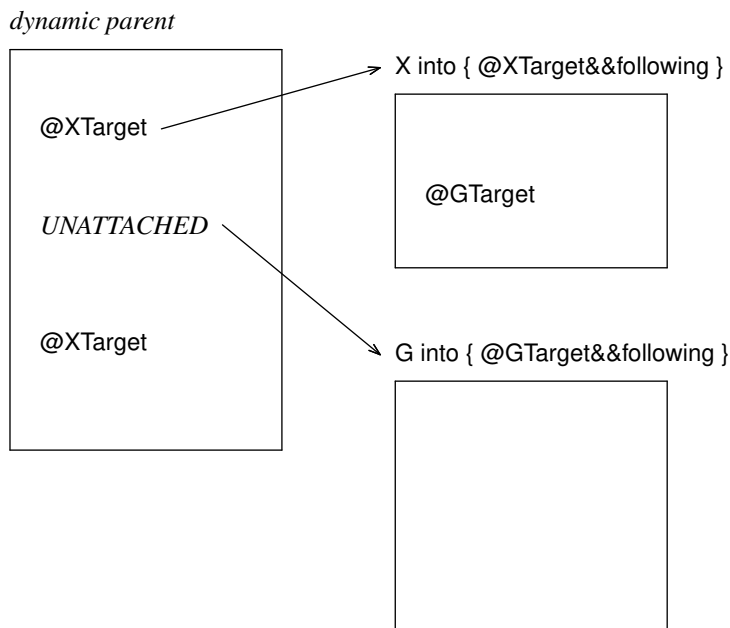 dynamic parent
X into { @XTarget&&following }
@XTarget
@GTarget
UNATTACHED
@XTarget
G into { @GTarget&&following }